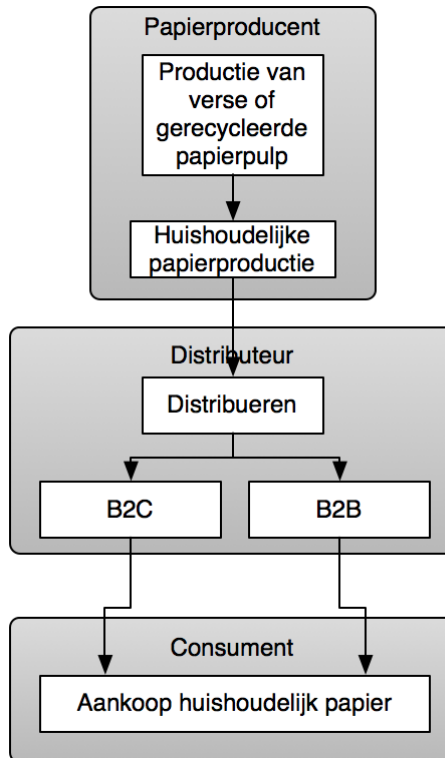 Papierproducent
Productie van
verse of
gerecycleerde
papierpulp
Huishoudelijke
papierproductie
Distributeur
Distribueren
B2C
B2B
Consument
Aankoop huishoudelijk papier